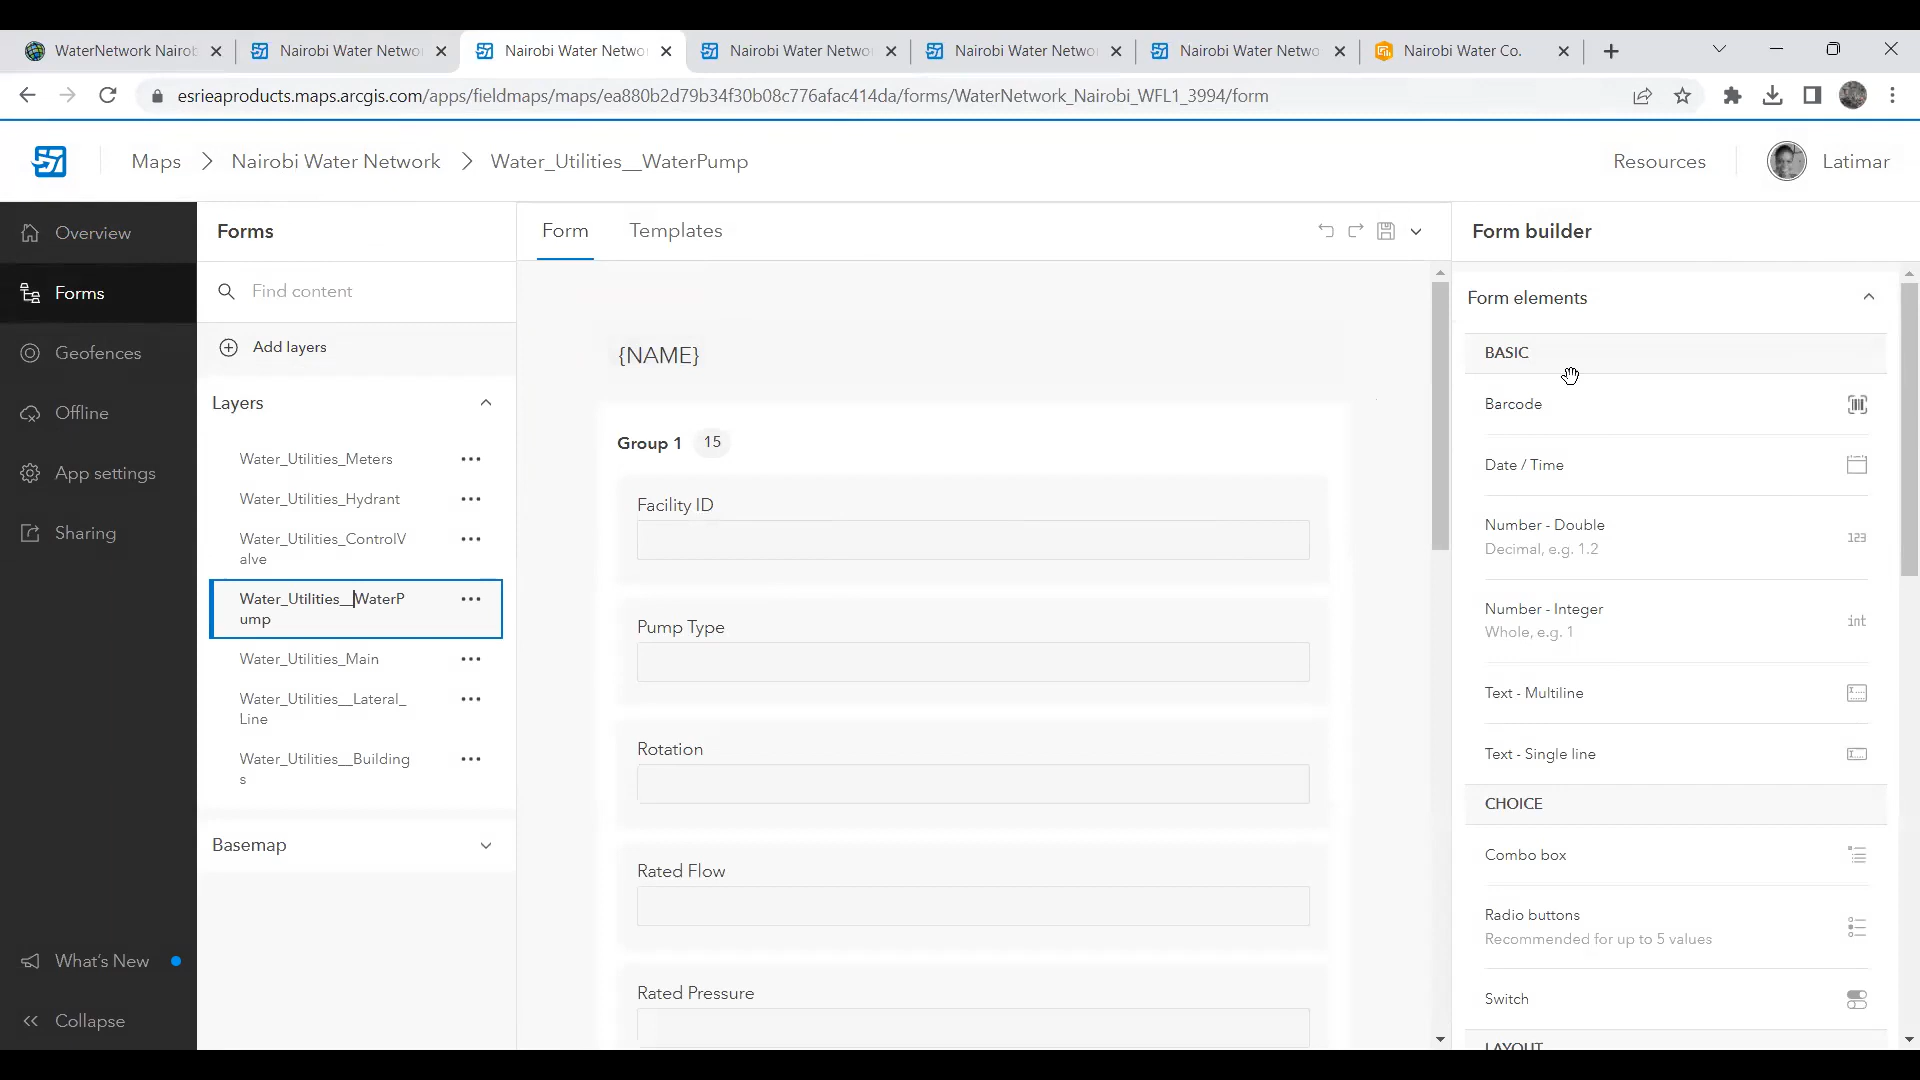 WaterNetwork Nairob
Nairobi Water Netwo
Nairobi Water Netwo
Nairobi Water Netwo
Nairobi Water Netwo
Nairobi Water Netwo
Nairobi Water Co.
esrieaproducts.maps.arcgis.com/apps/fieldmaps/maps/ea880b2d79b34f30b08c776afac414da/forms/WaterNetwork_Nairobi_WFL1_3994/form
Maps > Nairobi Water Network > Water_Utilities__WaterPump
Resources
Latimar
Overview
Forms
Geofences
Offline
App settings
Sharing
What's New
Collapse
Forms
Find content
Add layers
Layers
Water_Utilities_Meters
Water_Utilities_Hydrant
Water_Utilities_ControlV
alve
Water_Utilities__WaterP
ump
Water_Utilities_Main
Water_Utilities__Lateral_
Line
Water_Utilities__Building
s
Basemap
Form
Templates
{NAME}
Group 1 15
Facility ID
Pump Type
Rotation
Rated Flow
Rated Pressure
Form builder
Form elements
BASIC
Barcode
Date / Time
Number - Double
Decimal, e.g. 1.2
123
Number - Integer
Whole, e.g. 1
int
Text - Multiline
Text - Single line
CHOICE
Combo box
Radio buttons
Recommended for up to 5 values
Switch
LAYOUT